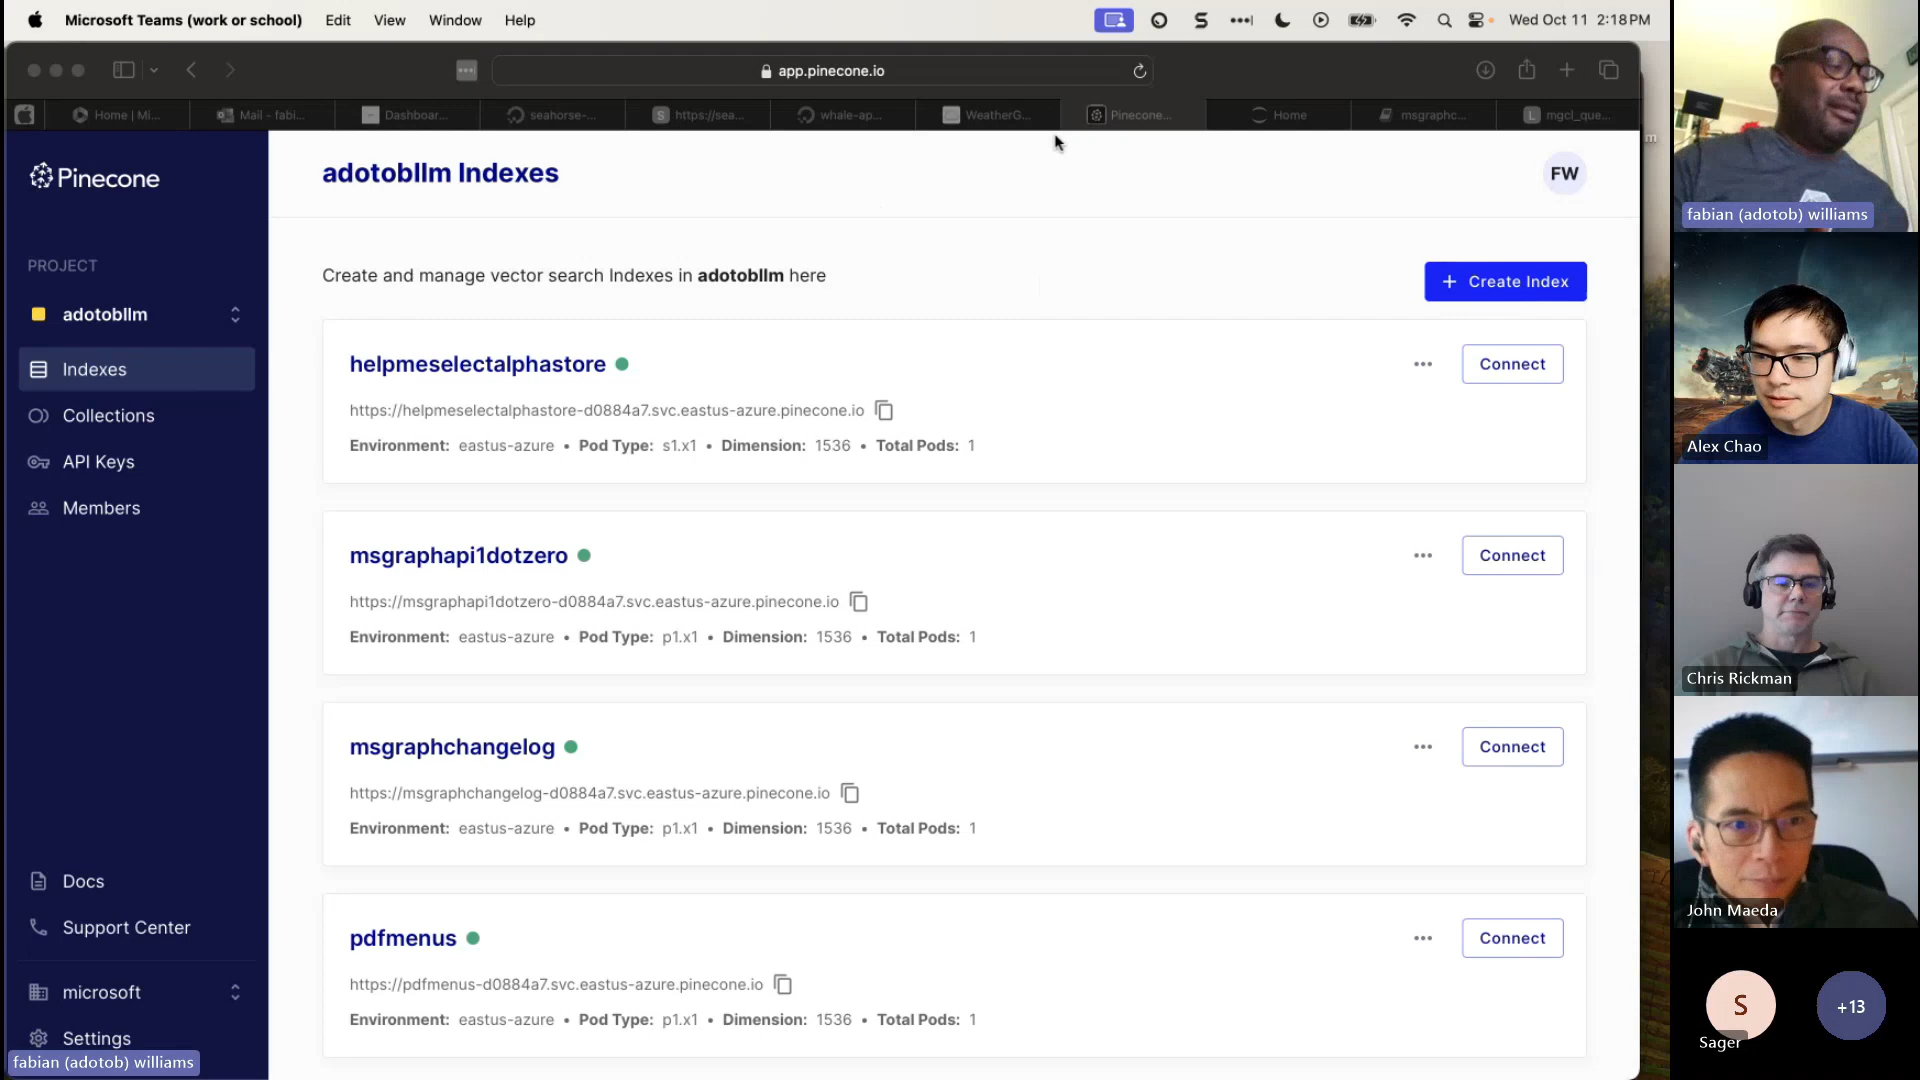 Microsoft Teams (work or school) Edit View Window Help
Wed Oct 11 2:18 PM
app.pinecone.io
Home | Mi...
Mail - fabi...
Dashboar...
seahorse-...
https://sea...
whale-ap...
WeatherG...
Pinecone...
Home
msgraphc...
mgcl_que...
Pinecone
adotobllm Indexes
FW
PROJECT
adotobllm
Indexes
Collections
API Keys
Members
Docs
Support Center
microsoft
Settings
fabian (adotob) williams
Create and manage vector search Indexes in adotobllm here
+ Create Index
helpmeselectalphastore
Connect
https://helpmeselectalphastore-d0884a7.svc.eastus-azure.pinecone.io
Environment: eastus-azure • Pod Type: s1.x1 • Dimension: 1536 • Total Pods: 1
msgraphapi1dotzero
Connect
https://msgraphapi1dotzero-d0884a7.svc.eastus-azure.pinecone.io
Environment: eastus-azure • Pod Type: p1.x1 • Dimension: 1536 • Total Pods: 1
msgraphchangelog
Connect
https://msgraphchangelog-d0884a7.svc.eastus-azure.pinecone.io
Environment: eastus-azure • Pod Type: p1.x1 • Dimension: 1536 • Total Pods: 1
pdfmenus
Connect
https://pdfmenus-d0884a7.svc.eastus-azure.pinecone.io
Environment: eastus-azure • Pod Type: p1.x1 • Dimension: 1536 • Total Pods: 1
fabian (adotob) williams
Alex Chao
Chris Rickman
John Maeda
S
Sager
+13